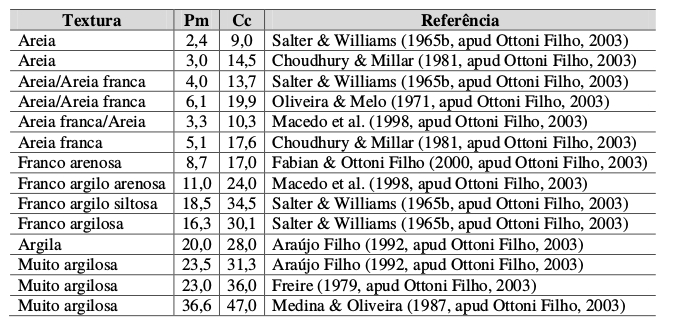 Textura Pm Cc Referência
Areia 2,4 9,0 Salter & Williams (1965b, apud Ottoni Filho, 2003)
Areia 3,0 14,5 Choudhury & Millar (1981, apud Ottoni Filho, 2003)
Areia/Areia franca 4,0 13,7 Salter & Williams (1965b, apud Ottoni Filho, 2003)
Areia/Areia franca 6,1 19,9 Oliveira & Melo (1971, apud Ottoni Filho, 2003)
Areia franca/Areia 3,3 10,3 Macedo et al. (1998, apud Ottoni Filho, 2003)
Areia franca 5,1 17,6 Choudhury & Millar (1981, apud Ottoni Filho, 2003)
Franco arenosa 8,7 17,0 Fabian & Ottoni Filho (2000, apud Ottoni Filho, 2003)
Franco argilo arenosa 11,0 24,0 Macedo et al. (1998, apud Ottoni Filho, 2003)
Franco argilo siltosa 18,5 34,5 Salter & Williams (1965b, apud Ottoni Filho, 2003)
Franco argilosa 16,3 30,1 Salter & Williams (1965b, apud Ottoni Filho, 2003)
Argila 20,0 28,0 Araújo Filho (1992, apud Ottoni Filho, 2003)
Muito argilosa 23,5 31,3 Araújo Filho (1992, apud Ottoni Filho, 2003)
Muito argilosa 23,0 36,0 Freire (1979, apud Ottoni Filho, 2003)
Muito argilosa 36,6 47,0 Medina & Oliveira (1987, apud Ottoni Filho, 2003)